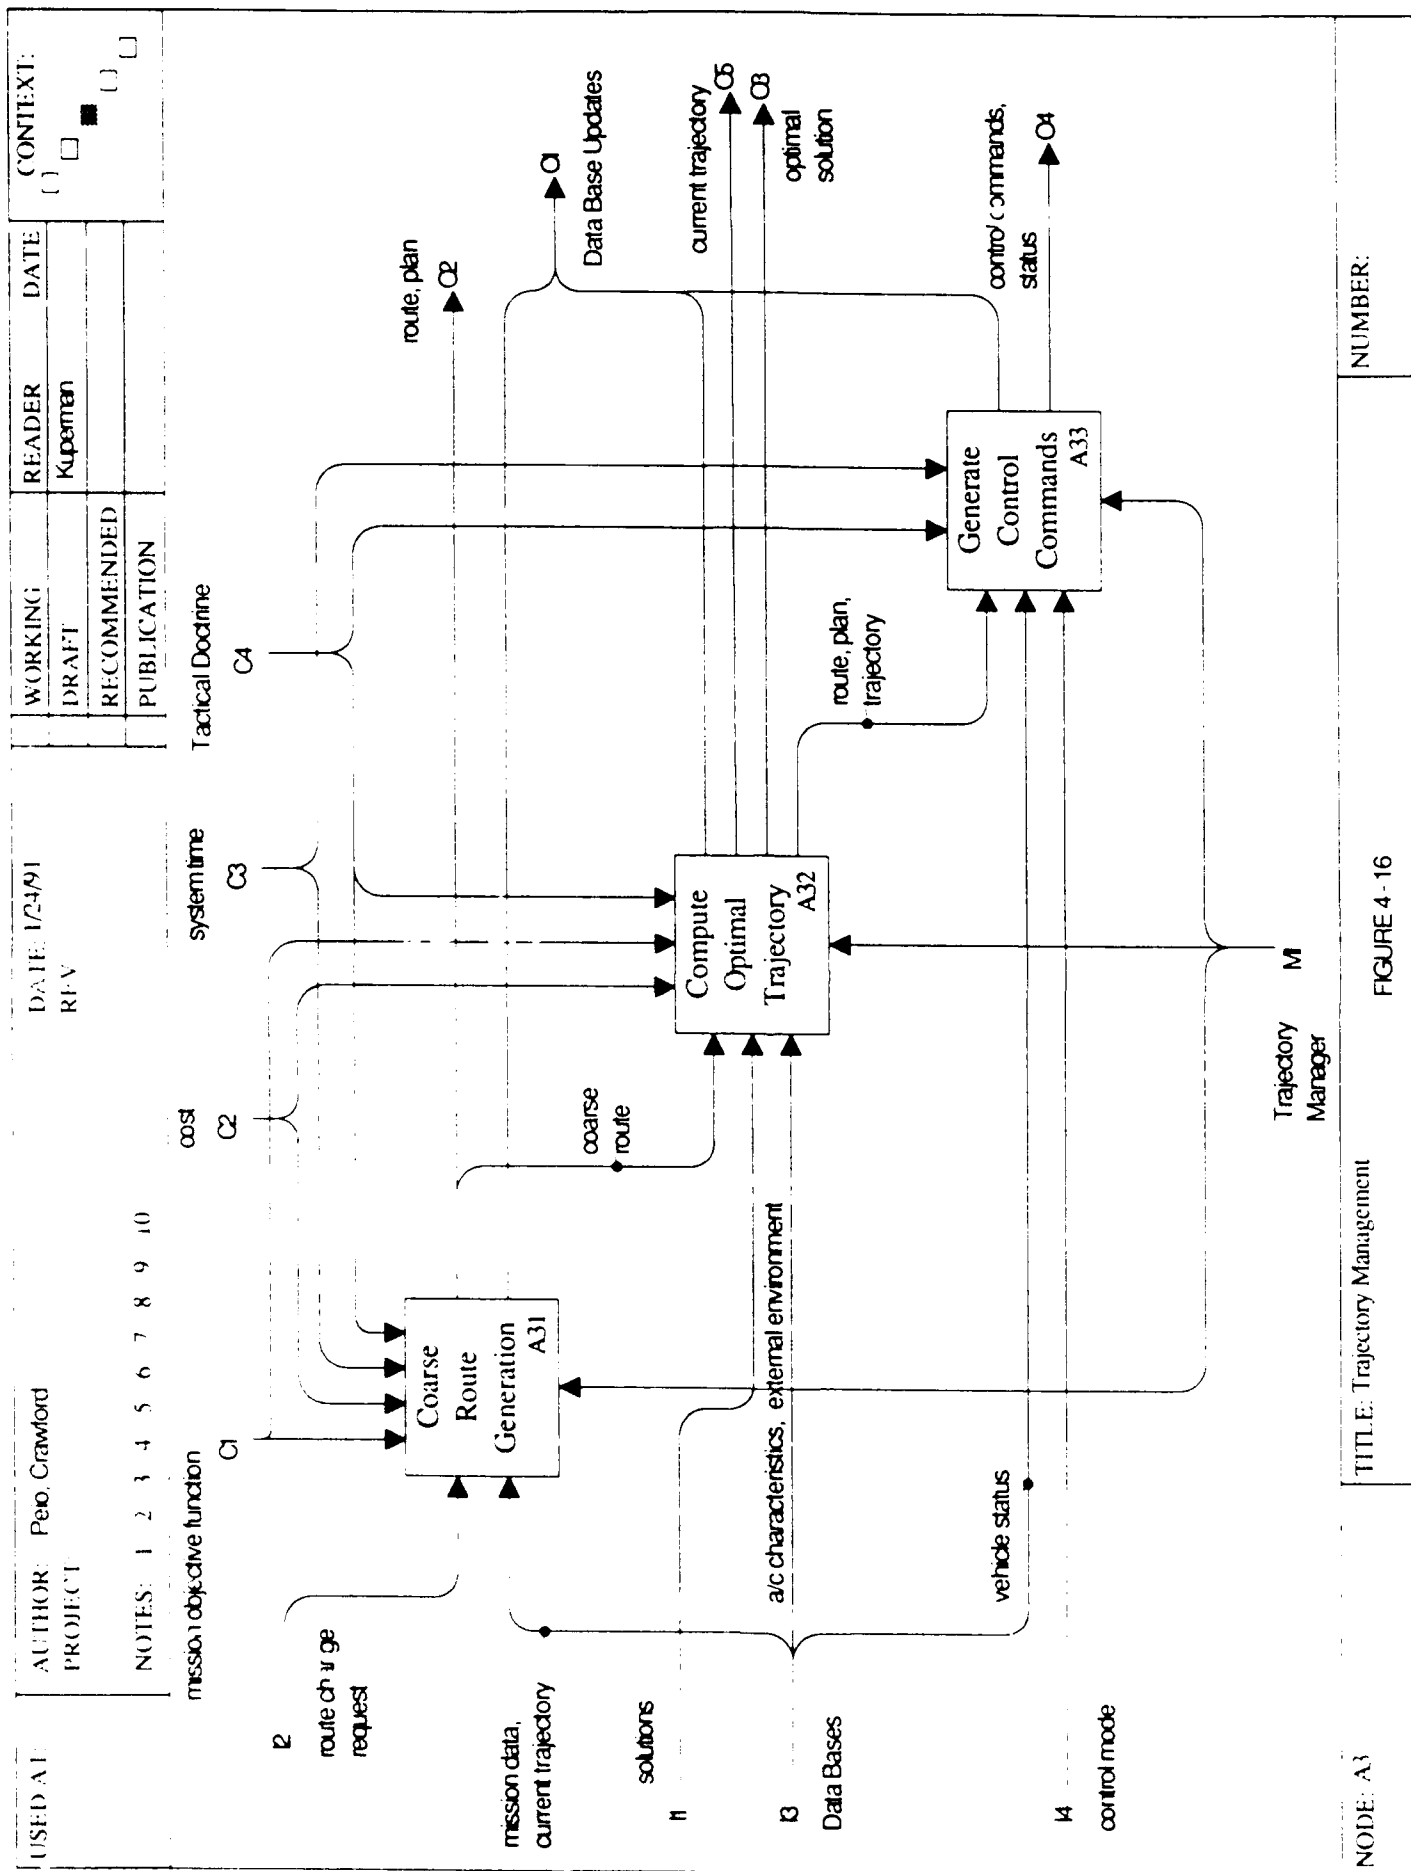 USED AT:
AUTHOR: Peio, Crawford
PROJECT
NOTES: 1 2 3 4 5 6 7 8 9 10
DATE: 1/24/91
REV
WORKING
DRAFT
RECOMMENDED
PUBLICATION
READER
DATE
Kuperman
CONTEXT:
mission objective function
C1
cost
C2
system time
C3
Tactical Doctrine
C4
I2
route change
request
mission data,
current trajectory
solutions
I1
I3
Data Bases
I4
control mode
Coarse
Route
Generation
A31
coarse
route
a/c characteristics, external environment
vehicle status
Compute
Optimal
Trajectory
A32
route, plan,
trajectory
Generate
Control
Commands
A33
route, plan
O2
O1
Data Base Updates
current trajectory
O5
O3
optimal
solution
control commands,
status
O4
M1
Trajectory
Manager
NODE: A3
TITLE: Trajectory Management
FIGURE 4 - 16
NUMBER: